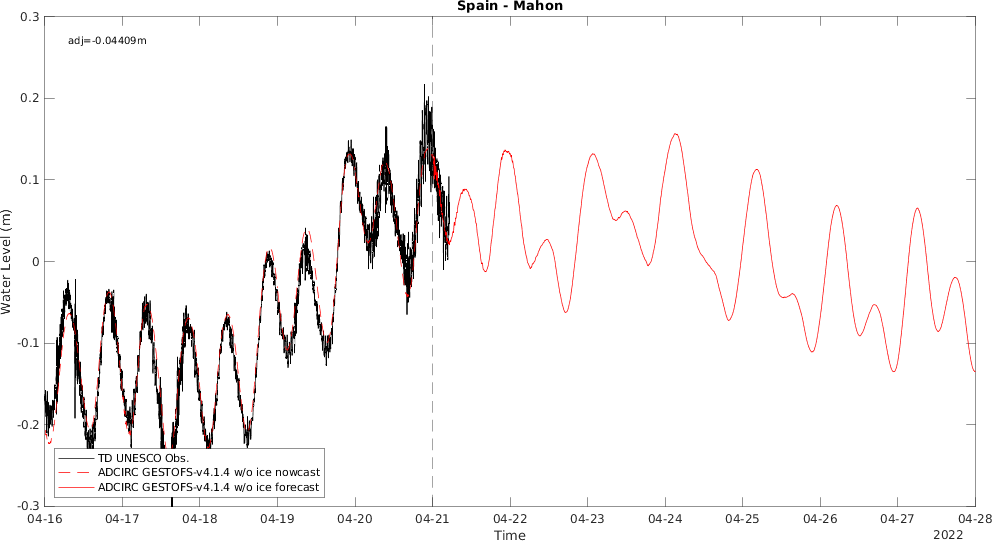 Spain - Mahon
0.3
adj=-0.04409m
0.2
0.1
0
-0.1
-0.2
-0.3
Water Level (m)
TD UNESCO Obs.
ADCIRC GESTOFS-v4.1.4 w/o ice nowcast
ADCIRC GESTOFS-v4.1.4 w/o ice forecast
04-16 04-17 04-18 04-19 04-20 04-21 04-22 04-23 04-24 04-25 04-26 04-27 04-28
Time
2022